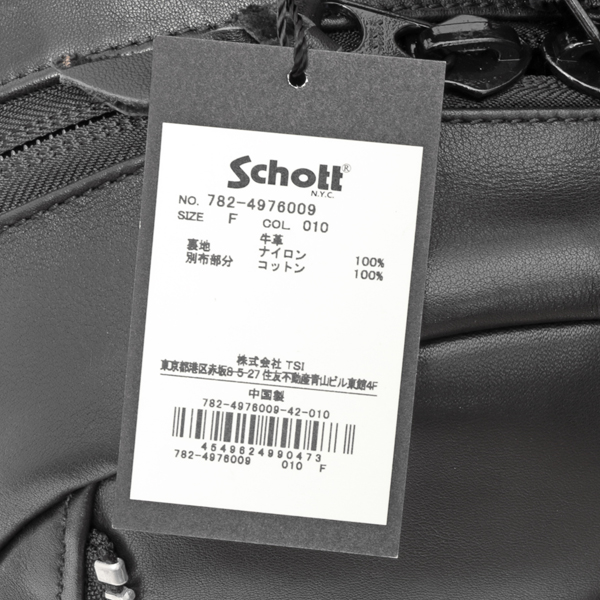 Schott®
N.Y.C.
NO. 782-4976009
SIZE F COL. 010
牛革
裏地 ナイロン 100%
別布部分 コットン 100%
株式会社 TSI
東京都港区赤坂8-5-27 住友不動産青山ビル東館4F
中国製
782-4976009-42-010
4549624990473
782-4976009 010 F